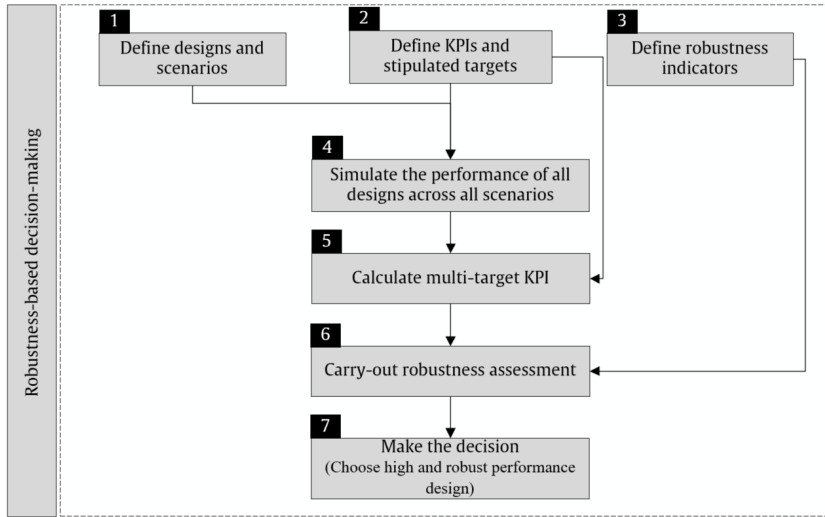 Robustness-based decision-making
1
Define designs and
scenarios
2
Define KPIs and
stipulated targets
3
Define robustness
indicators
4
Simulate the performance of all
designs across all scenarios
5
Calculate multi-target KPI
6
Carry-out robustness assessment
7
Make the decision
(Choose high and robust performance
design)